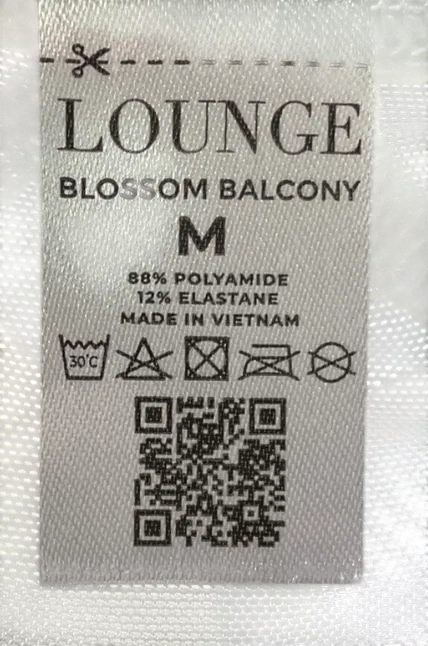 LOUNGE
BLOSSOM BALCONY
M
88% POLYAMIDE
12% ELASTANE
MADE IN VIETNAM
30°C